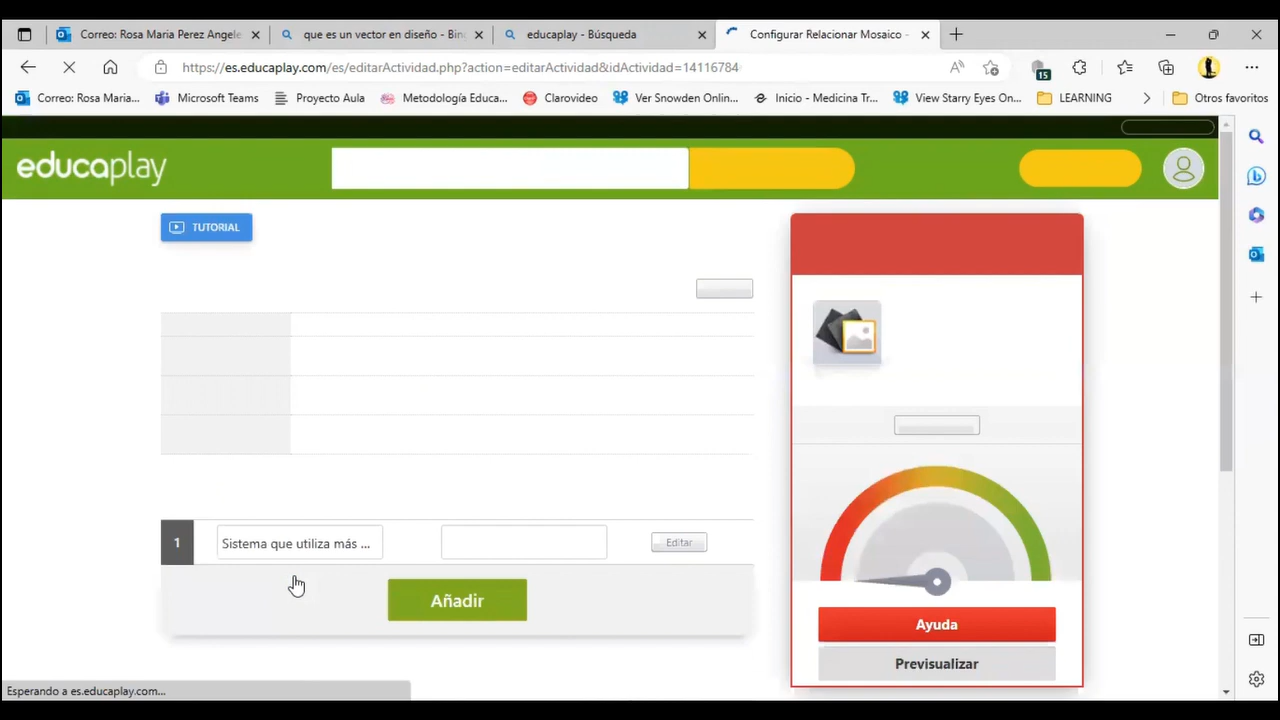 Correo: Rosa Maria Perez Angele
que es un vector en diseño - Bing
educaplay - Búsqueda
Configurar Relacionar Mosaico -
https://es.educaplay.com/es/editarActividad.php?action=editarActividad&idActividad=14116784
15
Correo: Rosa Maria...
Microsoft Teams
Proyecto Aula
Metodología Educa...
Clarovideo
Ver Snowden Onlin...
Inicio - Medicina Tr...
View Starry Eyes On...
LEARNING
Otros favoritos
educaplay
TUTORIAL
1
Sistema que utiliza más ...
Editar
Añadir
Ayuda
Previsualizar
Esperando a es.educaplay.com...